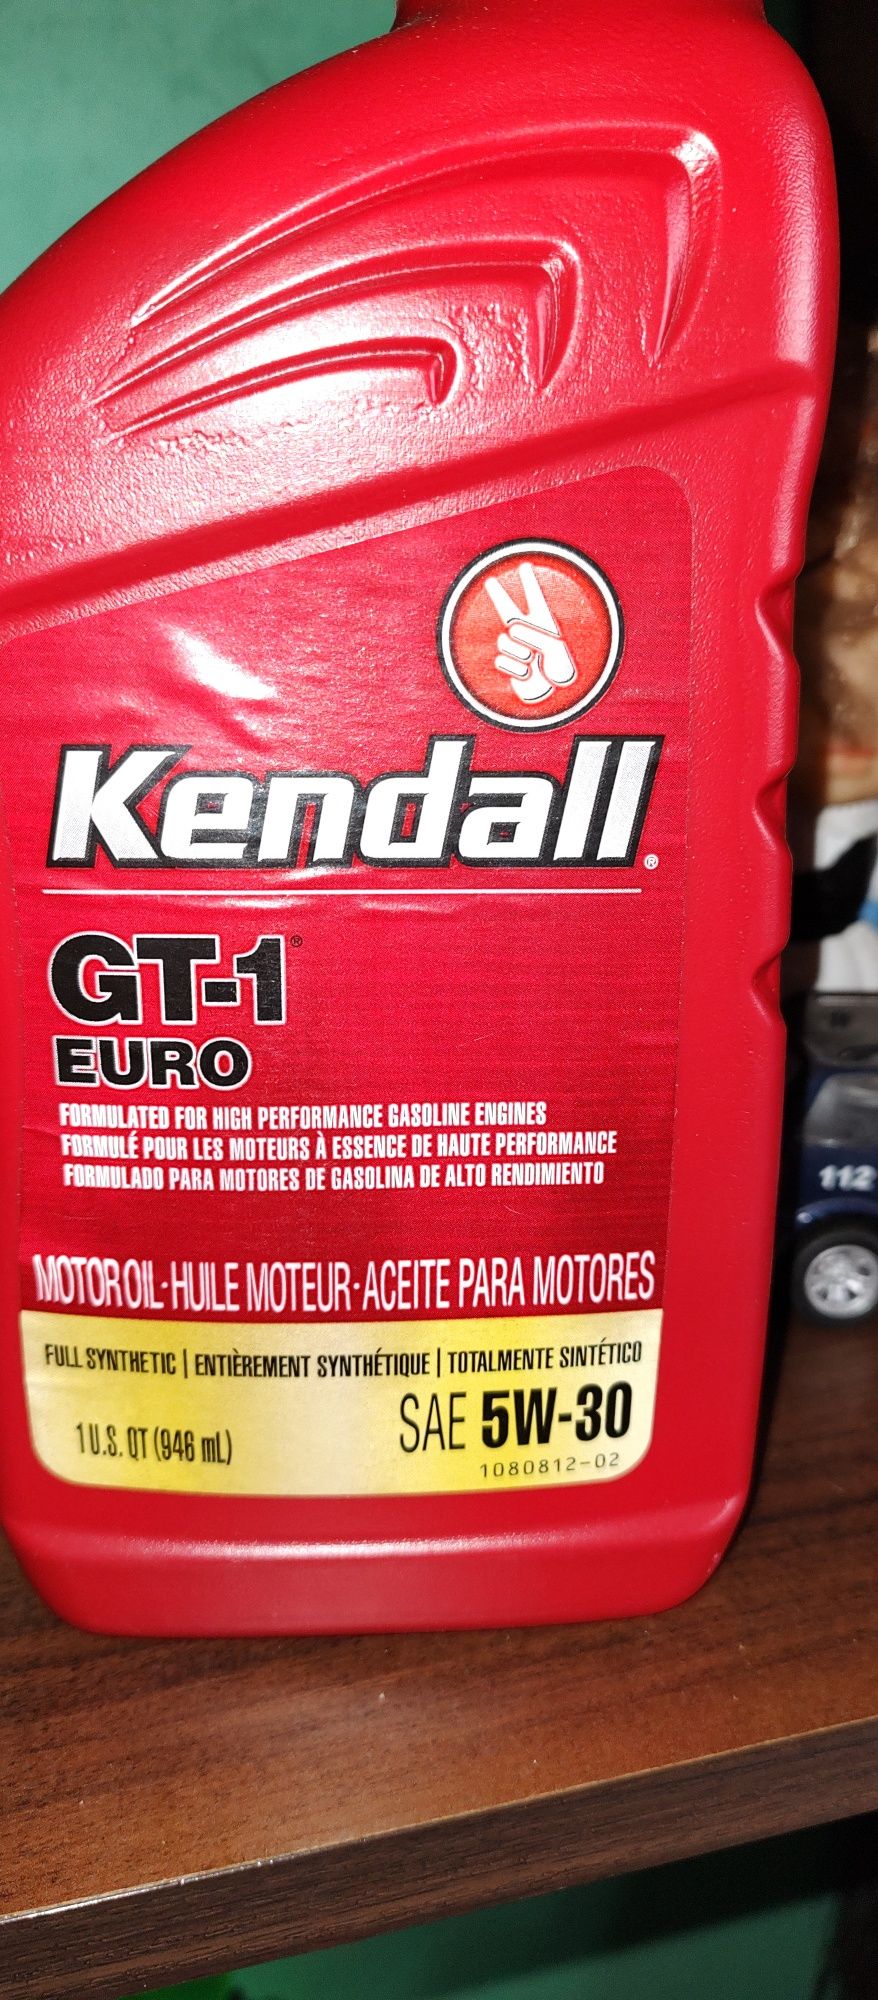 Kendall®
GT-1®
EURO
FORMULATED FOR HIGH PERFORMANCE GASOLINE ENGINES
FORMULÉ POUR LES MOTEURS À ESSENCE DE HAUTE PERFORMANCE
FORMULADO PARA MOTORES DE GASOLINA DE ALTO RENDIMIENTO
MOTOR OIL·HUILE MOTEUR·ACEITE PARA MOTORES
FULL SYNTHETIC | ENTIÈREMENT SYNTHÉTIQUE | TOTALMENTE SINTÉTICO
1 U.S. QT (946 mL)
SAE 5W-30
1080812-02
112